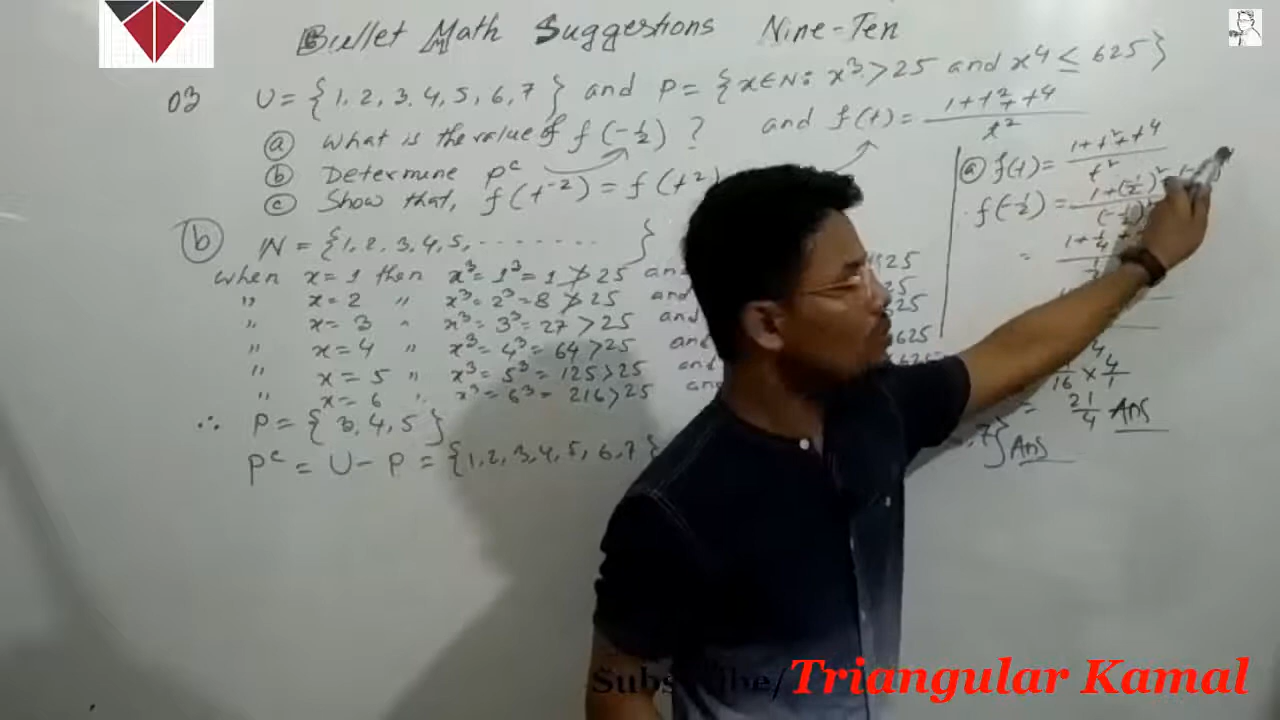 Bullet Math Suggestions Nine-Ten
03 U = {1, 2, 3, 4, 5, 6, 7} and P = {x∈N: x³ > 25 and x⁴ ≤ 625}
and f(t) = (1+t²+t⁴)/t²
(a) What is the value of f(-1/2) ?
(b) Determine Pᶜ
(c) Show that, f(t⁻²) = f(t²)
(b) N = {1, 2, 3, 4, 5, ........ }
when x = 1 then x³ = 1³ = 1 ≯ 25 and
" x = 2 " x³ = 2³ = 8 ≯ 25 and
" x = 3 " x³ = 3³ = 27 > 25 and
" x = 4 " x³ = 4³ = 64 > 25 and
" x = 5 " x³ = 5³ = 125 > 25 and
" x = 6 " x³ = 6³ = 216 > 25 and
∴ P = {3, 4, 5}
Pᶜ = U - P = {1, 2, 3, 4, 5, 6, 7}
, 7} Ans
(a) f(t) = (1+t²+t⁴)/t²
f(-1/2) =
=
16 × 4/1
= 21/4 Ans
Subscribe/Triangular Kamal